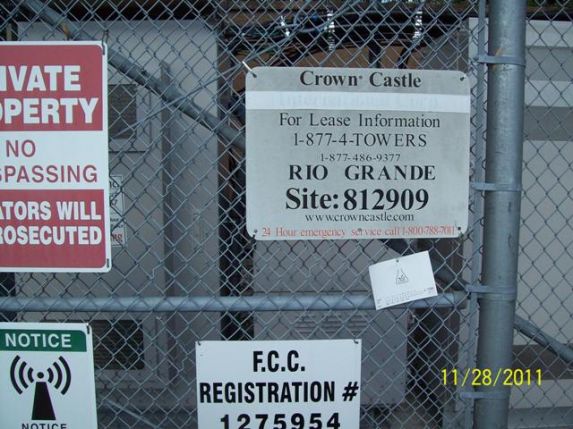 IVATE
OPERTY
NO
SPASSING
ATORS WILL
ROSECUTED
Crown Castle
For Lease Information
1-877-4-TOWERS
1-877-486-9377
RIO GRANDE
Site:812909
www.crowncastle.com
24 Hour emergency service call 1-800-788-7011
NOTICE
NOTICE
F.C.C.
REGISTRATION #
1275954
11/28/2011